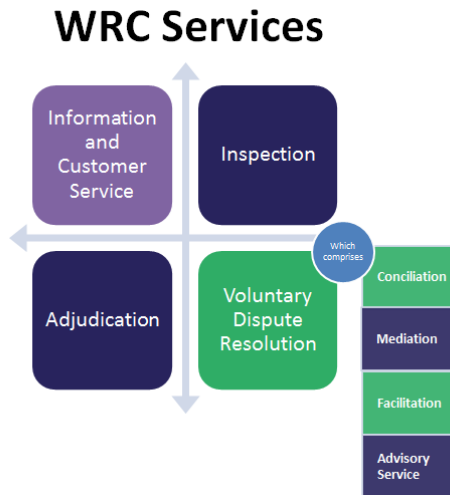 WRC Services
Information
and
Customer
Service
Inspection
Adjudication
Voluntary
Dispute
Resolution
Which
comprises
Conciliation
Mediation
Facilitation
Advisory
Service